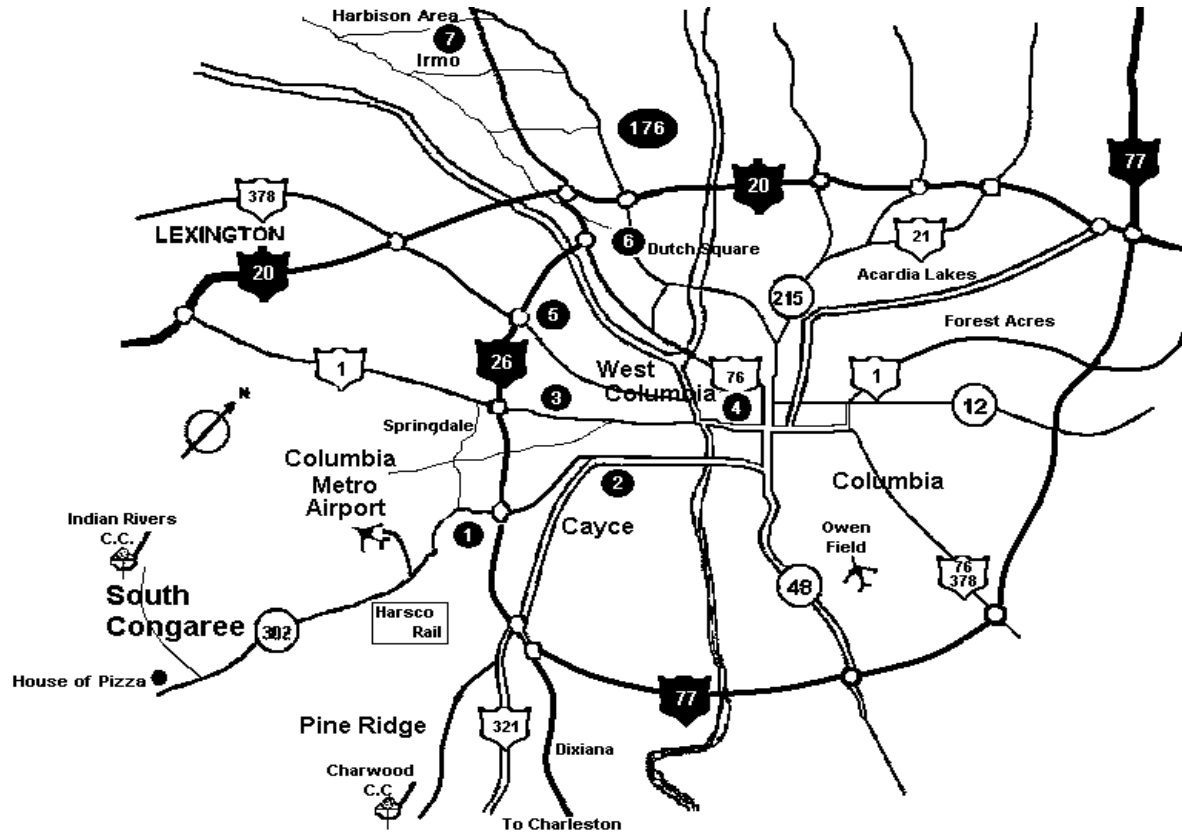 Harbison Area
7
Irmo
176
77
378
20
LEXINGTON
6
Dutch Square
21
20
Acardia Lakes
215
5
Forest Acres
26
West
Columbia
76
1
1
3
4
12
N
Springdale
Columbia
Metro
Airport
2
Columbia
Indian Rivers
C.C.
1
Cayce
Owen
Field
76
378
48
South
Congaree
302
Harsco
Rail
House of Pizza
77
Pine Ridge
321
Dixiana
Charwood
C.C
To Charleston